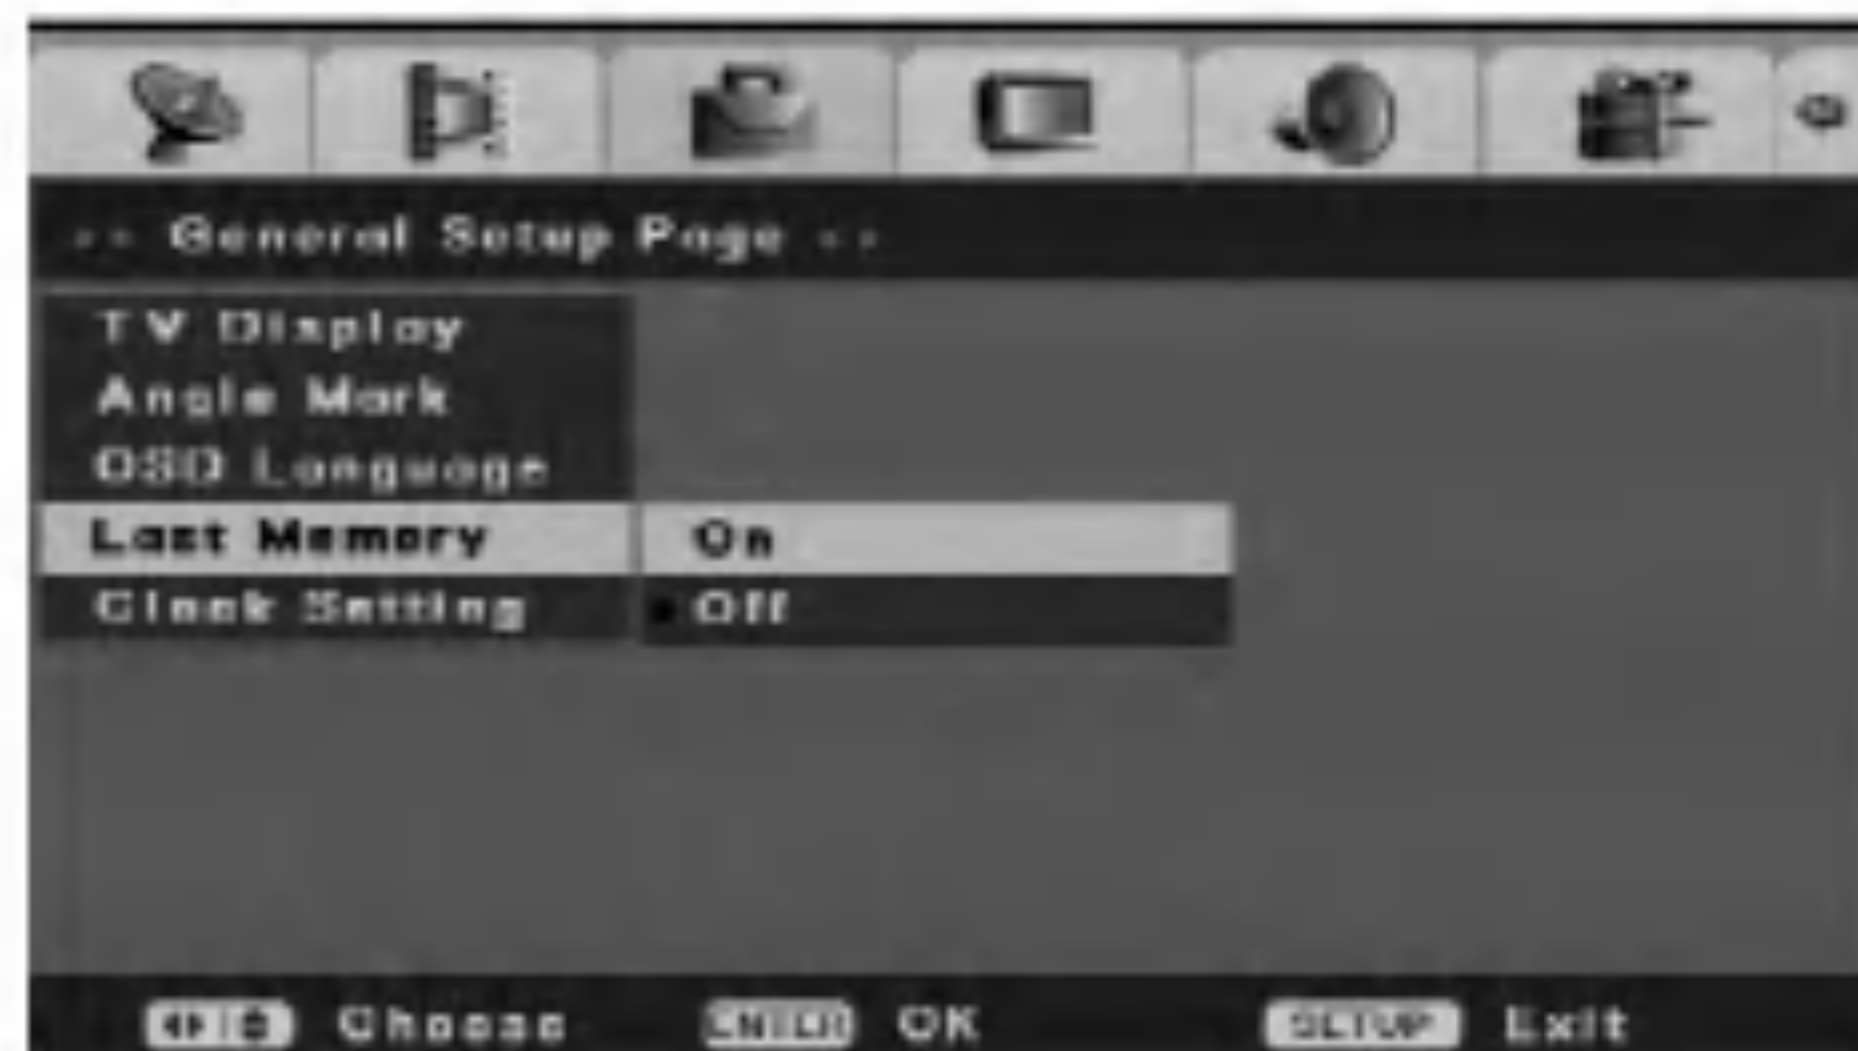 -- General Setup Page --
TV Display
Angle Mark
OSD Language
Last Memory On
Clock Setting Off
Choose ENTER OK SETUP Exit